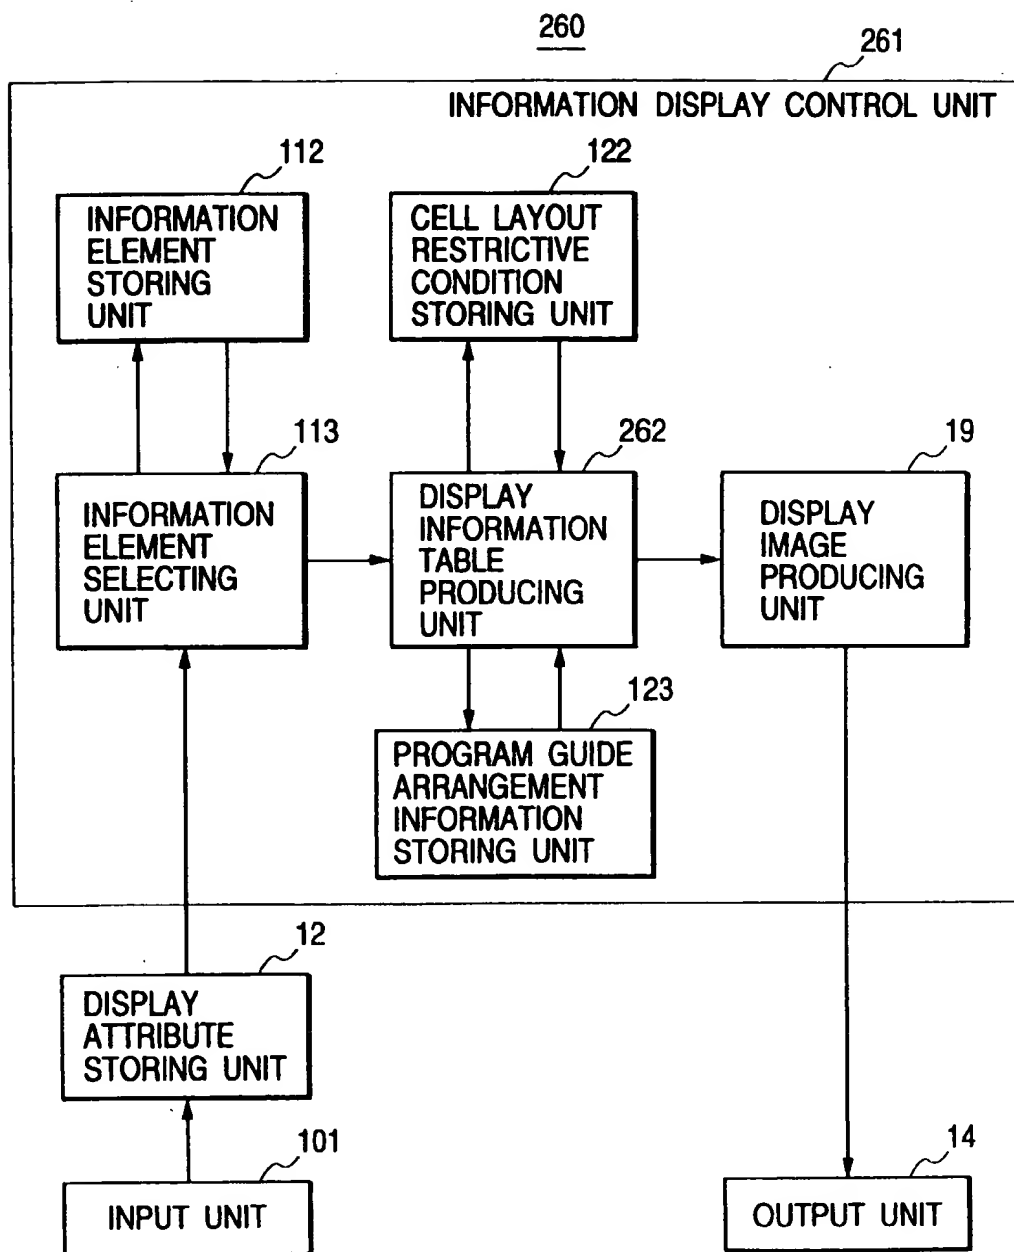 260
261
INFORMATION DISPLAY CONTROL UNIT
112
INFORMATION
ELEMENT
STORING
UNIT
122
CELL LAYOUT
RESTRICTIVE
CONDITION
STORING UNIT
113
INFORMATION
ELEMENT
SELECTING
UNIT
262
DISPLAY
INFORMATION
TABLE
PRODUCING
UNIT
19
DISPLAY
IMAGE
PRODUCING
UNIT
123
PROGRAM GUIDE
ARRANGEMENT
INFORMATION
STORING UNIT
12
DISPLAY
ATTRIBUTE
STORING UNIT
101
INPUT UNIT
14
OUTPUT UNIT